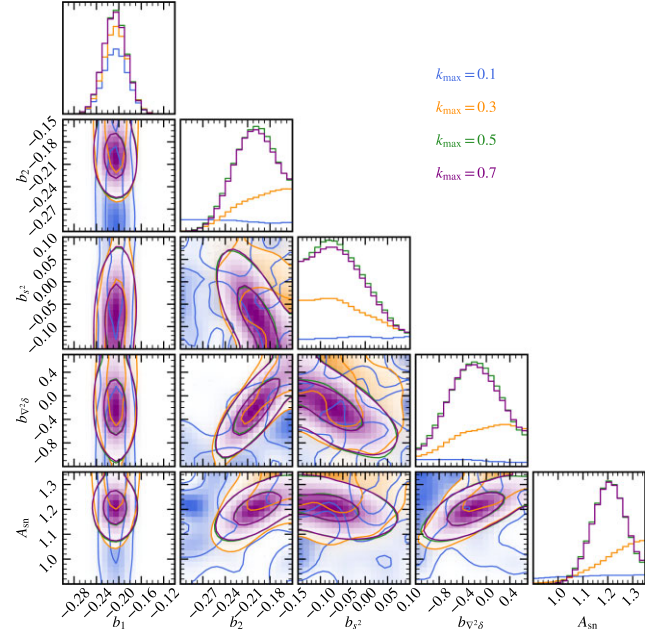 k_max = 0.1
k_max = 0.3
k_max = 0.5
k_max = 0.7
b_2
−0.15
−0.18
−0.21
−0.24
−0.27
b_{s^2}
0.10
0.05
0.00
−0.05
−0.10
b_{∇²δ}
0.4
0.0
−0.4
−0.8
A_sn
1.3
1.2
1.1
1.0
−0.28 −0.24 −0.20 −0.16 −0.12
−0.27 −0.24 −0.21 −0.18 −0.15
−0.10 −0.05 0.00 0.05 0.10
−0.8 −0.4 0.0 0.4
1.0 1.1 1.2 1.3
b_1 b_2 b_{s^2} b_{∇²δ} A_sn